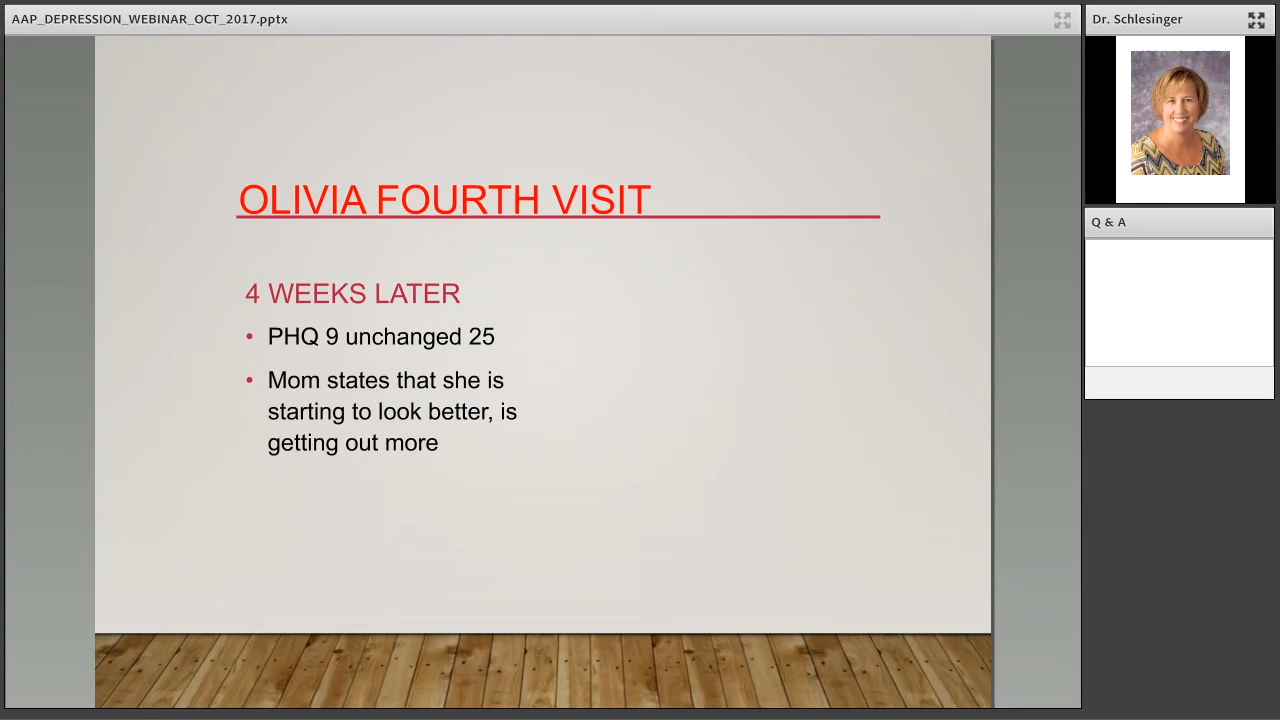 AAP_DEPRESSION_WEBINAR_OCT_2017.pptx
Dr. Schlesinger
Q & A
OLIVIA FOURTH VISIT
4 WEEKS LATER
• PHQ 9 unchanged 25
• Mom states that she is
starting to look better, is
getting out more